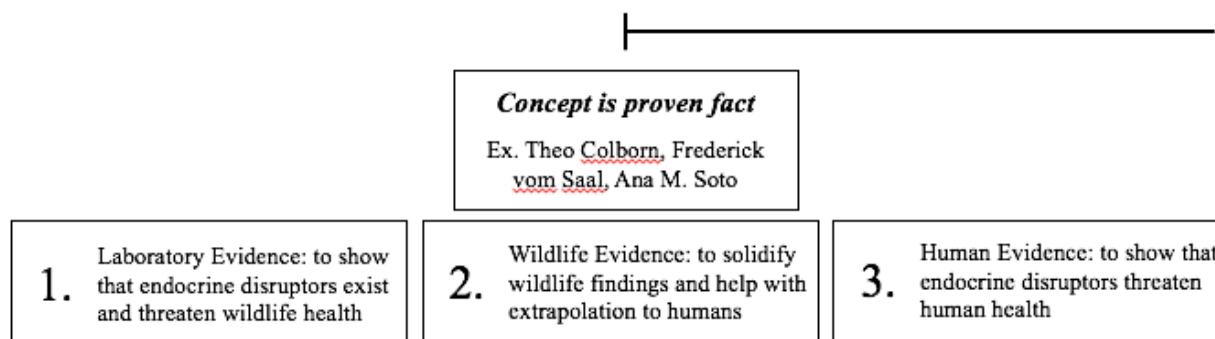 Concept is proven fact
Ex. Theo Colborn, Frederick
vom Saal, Ana M. Soto
1.
Laboratory Evidence: to show
that endocrine disruptors exist
and threaten wildlife health
2.
Wildlife Evidence: to solidify
wildlife findings and help with
extrapolation to humans
3.
Human Evidence: to show that
endocrine disruptors threaten
human health